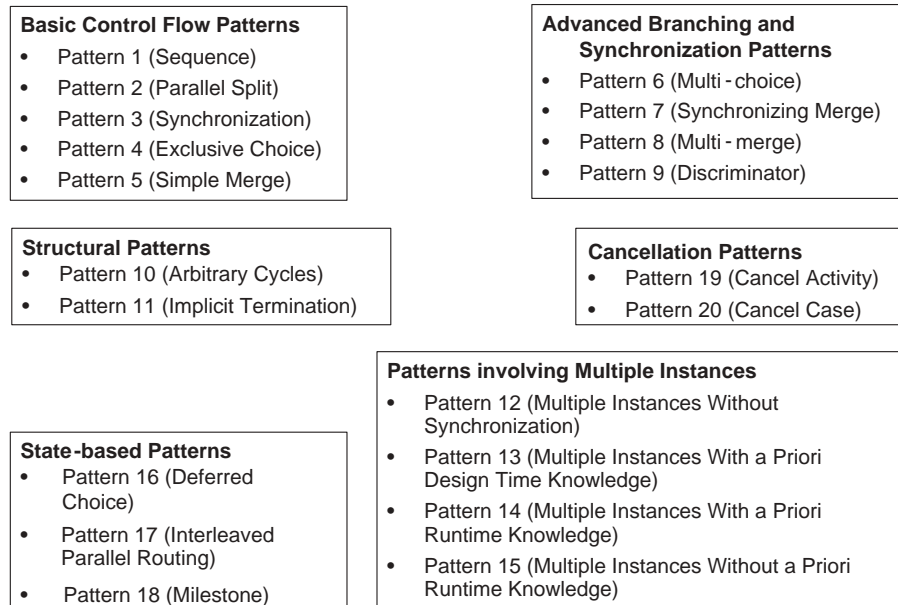 Basic Control Flow Patterns
• Pattern 1 (Sequence)
• Pattern 2 (Parallel Split)
• Pattern 3 (Synchronization)
• Pattern 4 (Exclusive Choice)
• Pattern 5 (Simple Merge)
Advanced Branching and
Synchronization Patterns
• Pattern 6 (Multi-choice)
• Pattern 7 (Synchronizing Merge)
• Pattern 8 (Multi-merge)
• Pattern 9 (Discriminator)
Structural Patterns
• Pattern 10 (Arbitrary Cycles)
• Pattern 11 (Implicit Termination)
Cancellation Patterns
• Pattern 19 (Cancel Activity)
• Pattern 20 (Cancel Case)
State-based Patterns
• Pattern 16 (Deferred
Choice)
• Pattern 17 (Interleaved
Parallel Routing)
• Pattern 18 (Milestone)
Patterns involving Multiple Instances
• Pattern 12 (Multiple Instances Without
Synchronization)
• Pattern 13 (Multiple Instances With a Priori
Design Time Knowledge)
• Pattern 14 (Multiple Instances With a Priori
Runtime Knowledge)
• Pattern 15 (Multiple Instances Without a Priori
Runtime Knowledge)